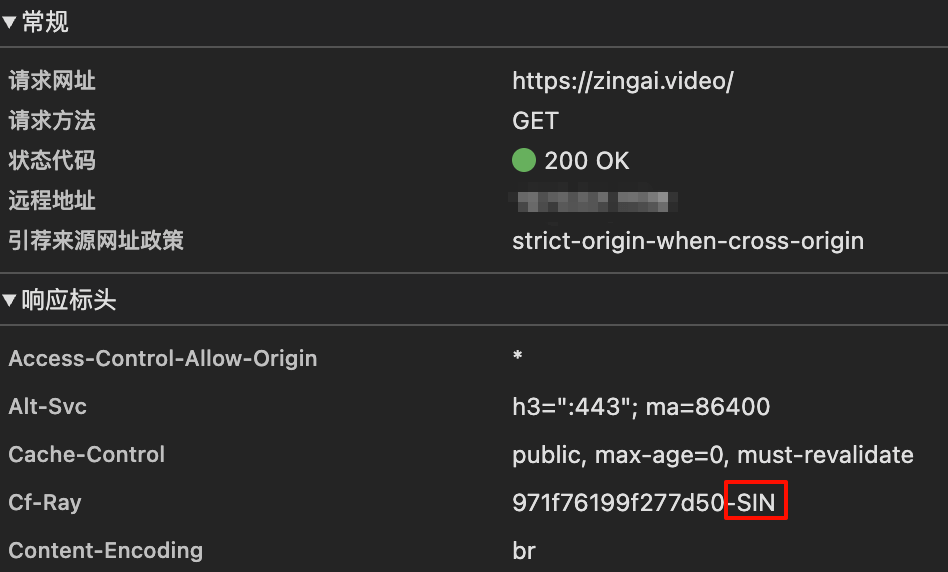 常规
请求网址 https://zingai.video/
请求方法 GET
状态代码 200 OK
远程地址
引荐来源网址政策 strict-origin-when-cross-origin
响应标头
Access-Control-Allow-Origin *
Alt-Svc h3=":443"; ma=86400
Cache-Control public, max-age=0, must-revalidate
Cf-Ray 971f76199f277d50-SIN
Content-Encoding br